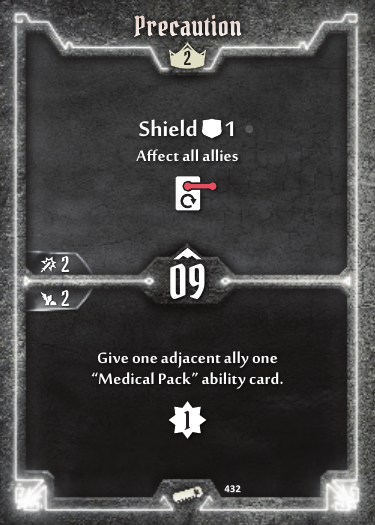 Precaution
2
Shield 1
Affect all allies
2
09
2
Give one adjacent ally one
“Medical Pack” ability card.
1
432